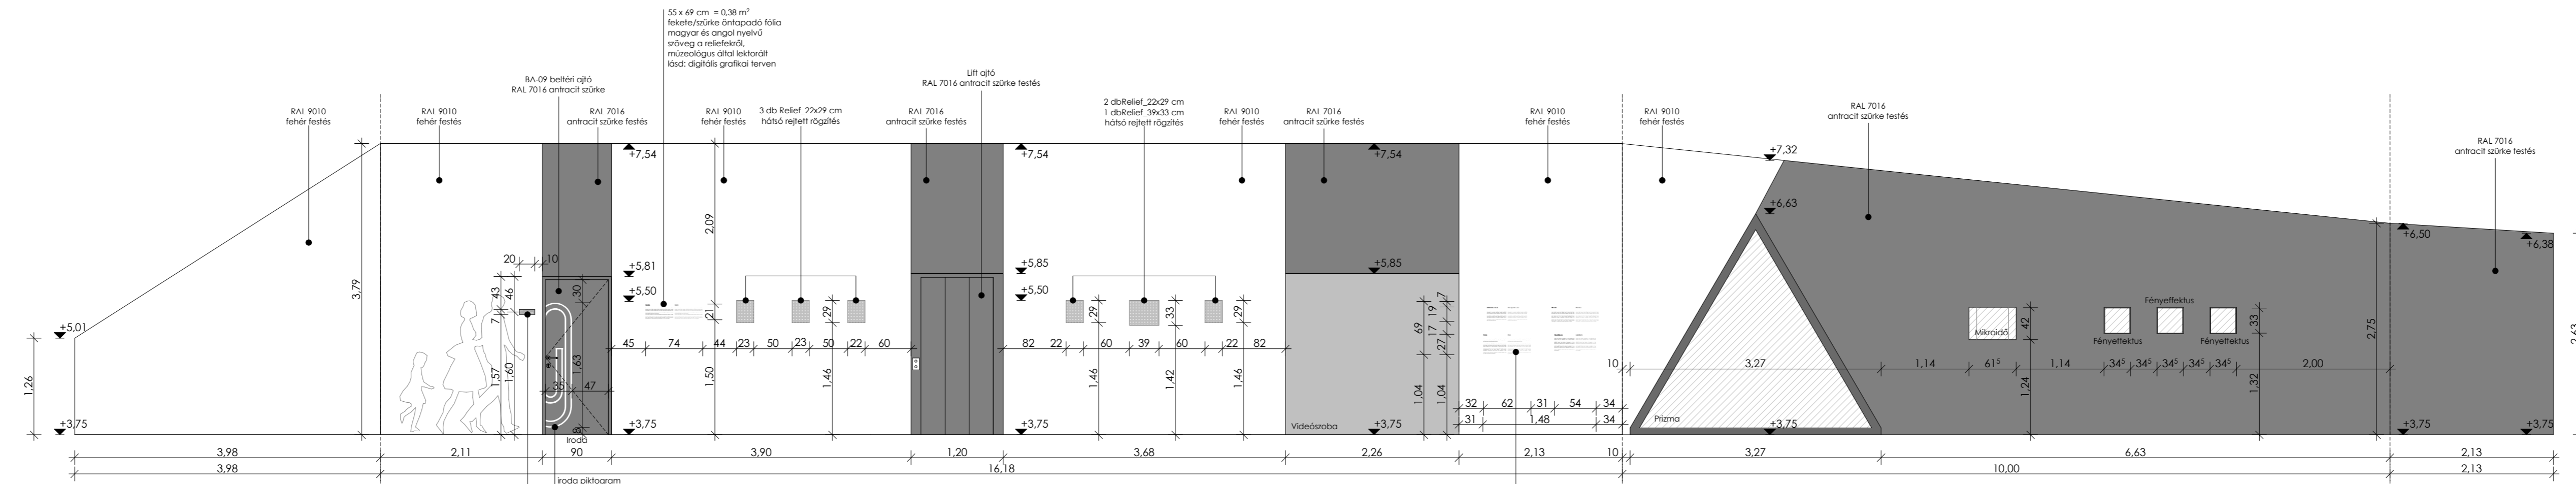 55 x 69 cm = 0,38 m²
fekete/szürke öntapadó fólia
magyar és angol nyelvű
szöveg a reliefekről,
múzeológus által lektorált
lásd: digitális grafikai terven
BA-09 beltéri ajtó
RAL 7016 antracit szürke
Lift ajtó
RAL 7016 antracit szürke festés
RAL 9010
fehér festés
RAL 9010
fehér festés
RAL 7016
antracit szürke festés
RAL 9010
fehér festés
3 db Relief_22x29 cm
hátsó rejtett rögzítés
RAL 7016
antracit szürke festés
2 dbRelief_22x29 cm
1 dbRelief_39x33 cm
hátsó rejtett rögzítés
RAL 9010
fehér festés
RAL 7016
antracit szürke festés
RAL 9010
fehér festés
RAL 9010
fehér festés
RAL 7016
antracit szürke festés
RAL 7016
antracit szürke festés
+7,54
+7,54
+7,54
+7,32
+6,63
+6,50
+6,38
2,09
3,79
20
10
+5,81
+5,85
+5,85
+5,50
+5,50
+5,01
43
46
7
30
21
29
29
33
29
7
19
69
17
27
Mikroidő
42
Fényeffektus
Fényeffektus
Fényeffektus
33
2,75
2,63
45
74
44
23
50
23
50
22
60
82
22
60
39
60
22
82
10
3,27
1,14
61⁵
1,14
34⁵
34⁵
34⁵
34⁵
34⁵
2,00
1,26
1,57
1,60
1,63
35
47
8
1,50
1,46
1,46
1,42
1,46
1,04
1,04
1,24
1,32
32
62
31
54
34
31
1,48
34
+3,75
+3,75
+3,75
Videószoba
+3,75
Prizma
+3,75
+3,75
+3,75
Iroda
3,98
2,11
90
3,90
1,20
3,68
2,26
2,13
10
3,27
6,63
2,13
3,98
16,18
10,00
2,13
iroda piktogram